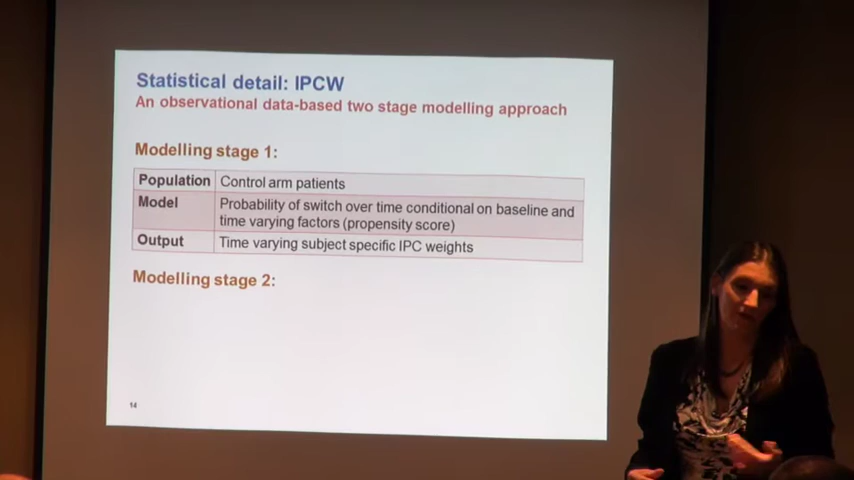 Statistical detail: IPCW
An observational data-based two stage modelling approach
Modelling stage 1:
Population Control arm patients
Model Probability of switch over time conditional on baseline and
time varying factors (propensity score)
Output Time varying subject specific IPC weights
Modelling stage 2:
14